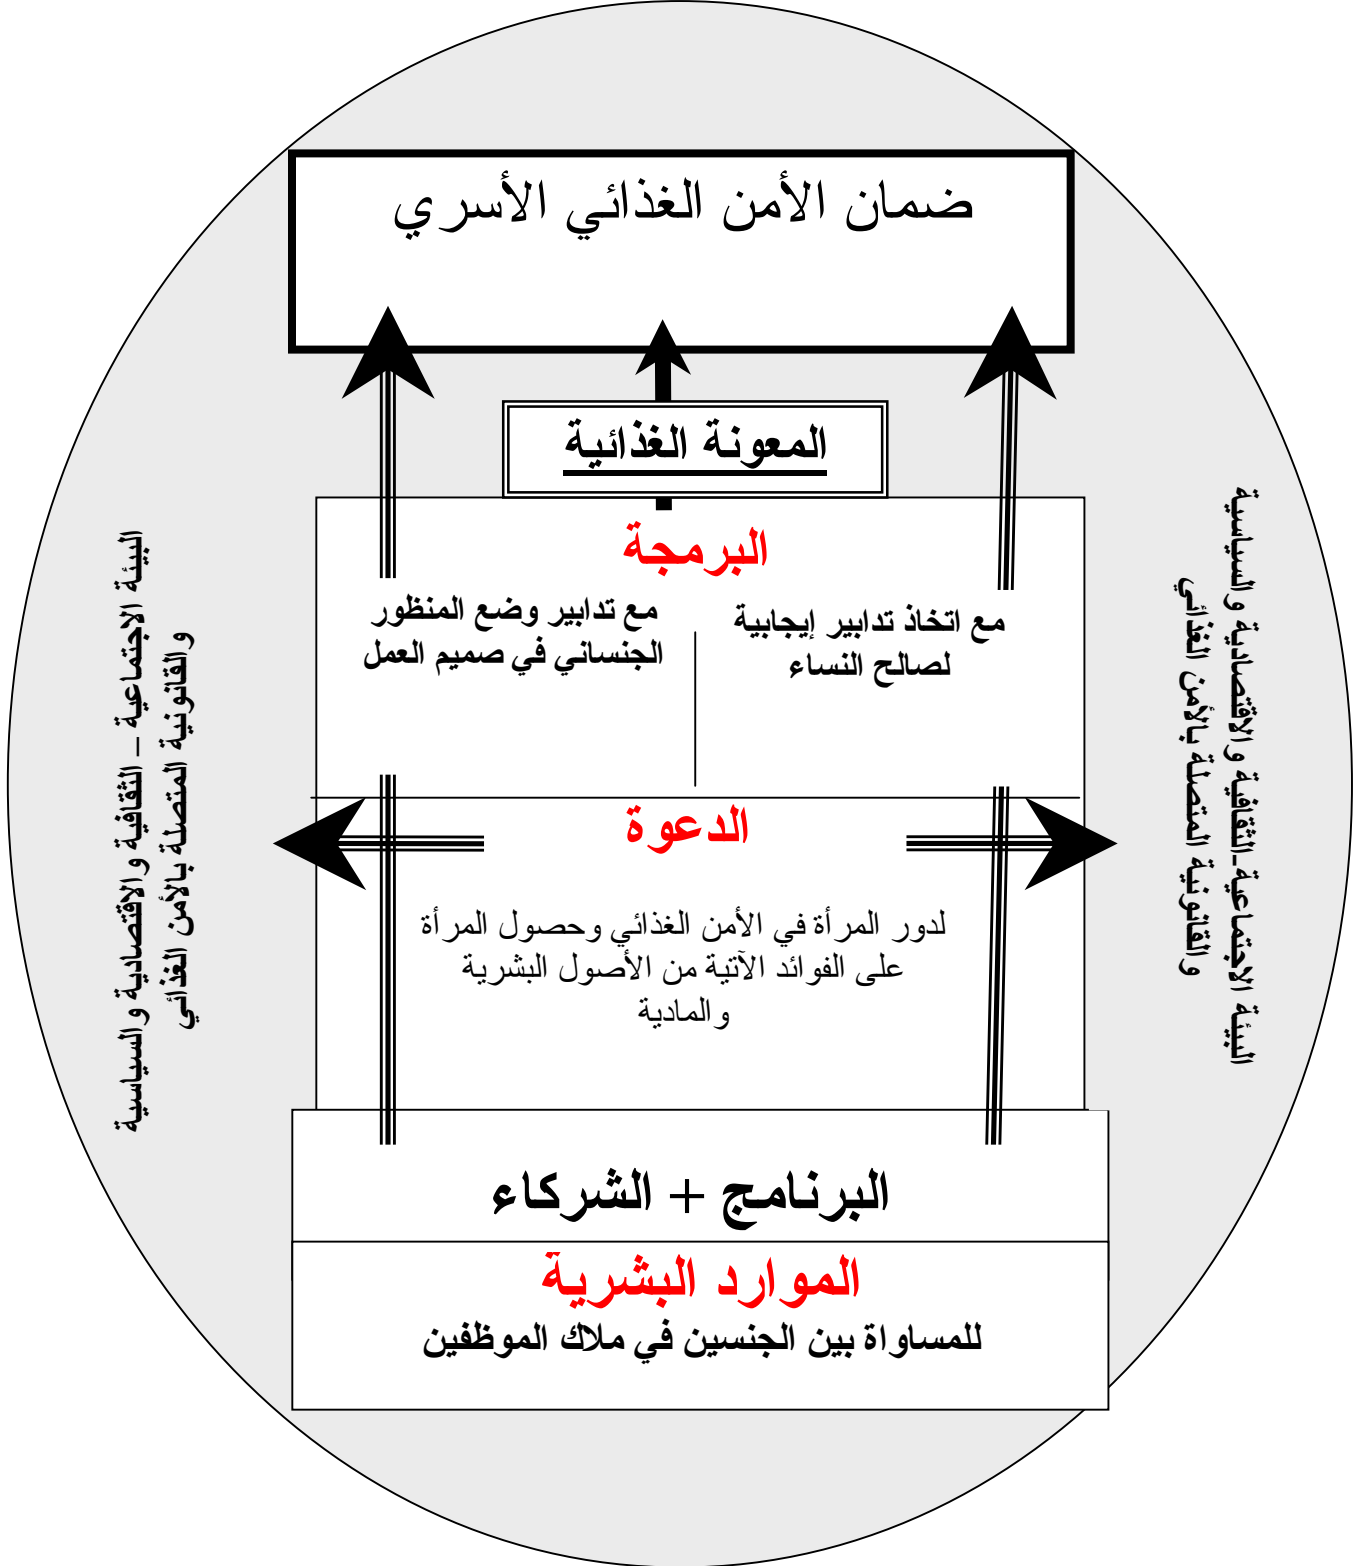 ضمان الأمن الغذائي الأسري
المعونة الغذائية
البرمجة
مع اتخاذ تدابير إيجابية
لصالح النساء
مع تدابير وضع المنظور
الجنساني في صميم العمل
الدعوة
لدور المرأة في الأمن الغذائي وحصول المرأة
على الفوائد الآتية من الأصول البشرية
والمادية
البرنامج + الشركاء
الموارد البشرية
للمساواة بين الجنسين في ملاك الموظفين
البيئة الاجتماعية-الثقافية والاقتصادية والسياسية
والقانونية المتصلة بالأمن الغذائي
البيئة الاجتماعية – الثقافية والاقتصادية والسياسية
والقانونية المتصلة بالأمن الغذائي